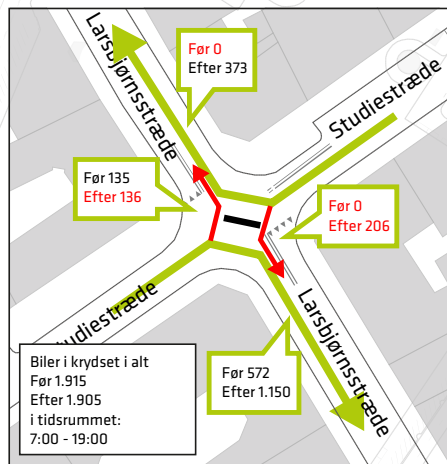 Larsbjørnsstræde
Før 0
Efter 373
Studiestræde
Før 135
Efter 136
Før 0
Efter 206
Studiestræde
Larsbjørnsstræde
Før 572
Efter 1.150
Biler i krydset i alt
Før 1.915
Efter 1.905
i tidsrummet:
7:00 - 19:00